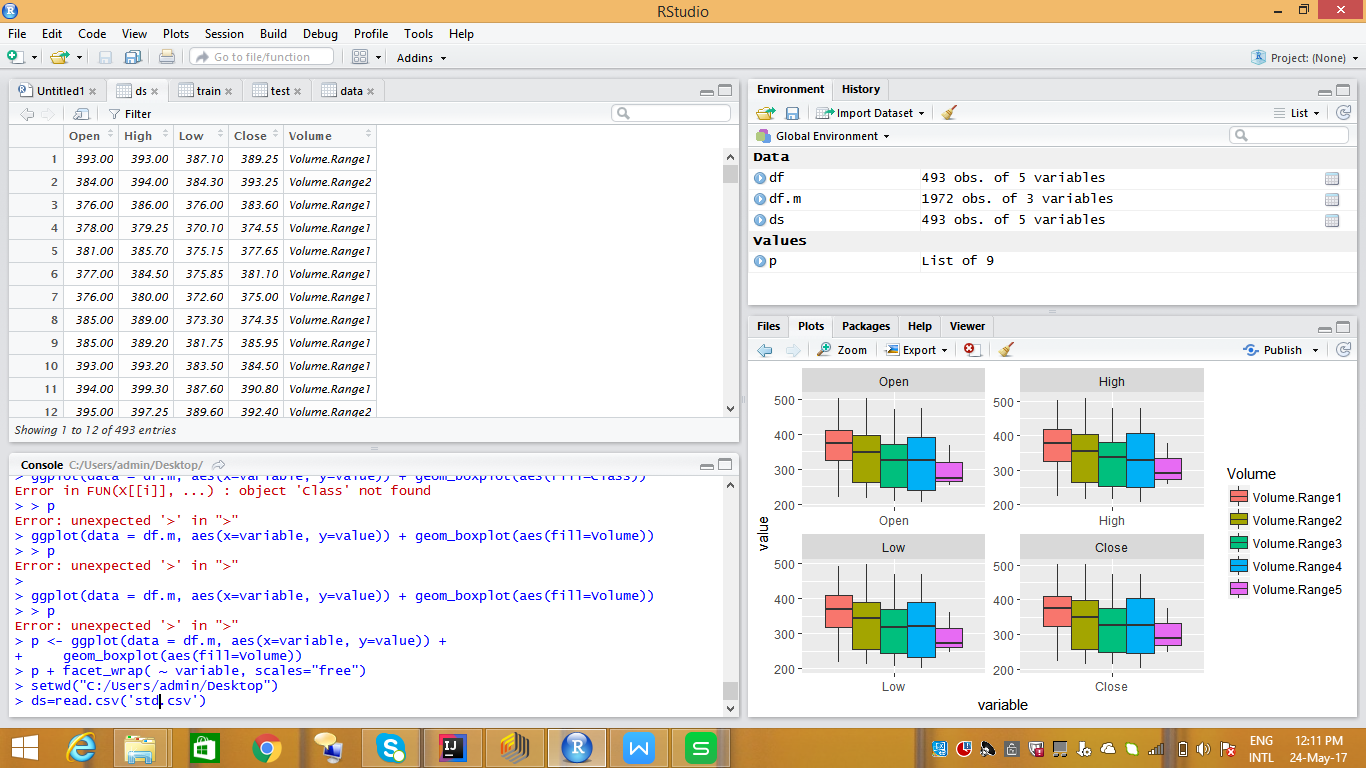 RStudio
File Edit Code View Plots Session Build Debug Profile Tools Help
Go to file/function Addins Project: (None)
Untitled1 ds train test data
Filter
Open High Low Close Volume
1 393.00 393.00 387.10 389.25 Volume.Range1
2 384.00 394.00 384.30 393.25 Volume.Range2
3 376.00 386.00 376.00 383.60 Volume.Range1
4 378.00 379.25 370.10 374.55 Volume.Range1
5 381.00 385.70 375.15 377.65 Volume.Range1
6 377.00 384.50 375.85 381.10 Volume.Range1
7 376.00 380.00 372.60 375.00 Volume.Range1
8 385.00 389.00 373.30 374.35 Volume.Range1
9 385.00 389.20 381.75 385.95 Volume.Range1
10 393.00 393.20 383.50 384.50 Volume.Range1
11 394.00 399.30 387.60 390.80 Volume.Range1
12 395.00 397.25 389.60 392.40 Volume.Range2
Showing 1 to 12 of 493 entries
Console C:/Users/admin/Desktop/
> ggplot(data = df.m, aes(x=variable, y=value)) + geom_boxplot(aes(fill=Class))
Error in FUN(X[[i]], ...) : object 'Class' not found
> > p
Error: unexpected '>' in ">"
> ggplot(data = df.m, aes(x=variable, y=value)) + geom_boxplot(aes(fill=Volume))
> > p
Error: unexpected '>' in ">"
>
> ggplot(data = df.m, aes(x=variable, y=value)) + geom_boxplot(aes(fill=Volume))
> > p
Error: unexpected '>' in ">"
> p <- ggplot(data = df.m, aes(x=variable, y=value)) +
+ geom_boxplot(aes(fill=Volume))
> p + facet_wrap( ~ variable, scales="free")
> setwd("C:/Users/admin/Desktop")
> ds=read.csv('std.csv')
Environment History
Import Dataset List
Global Environment
Data
df 493 obs. of 5 variables
df.m 1972 obs. of 3 variables
ds 493 obs. of 5 variables
Values
p List of 9
Files Plots Packages Help Viewer
Zoom Export Publish
Open High
500 500
400 400
300 300
200 200
Open High
Low Close
500 500
400 400
300 300
200 200
Low Close
value
variable
Volume
Volume.Range1
Volume.Range2
Volume.Range3
Volume.Range4
Volume.Range5
ENG 12:11 PM
INTL 24-May-17